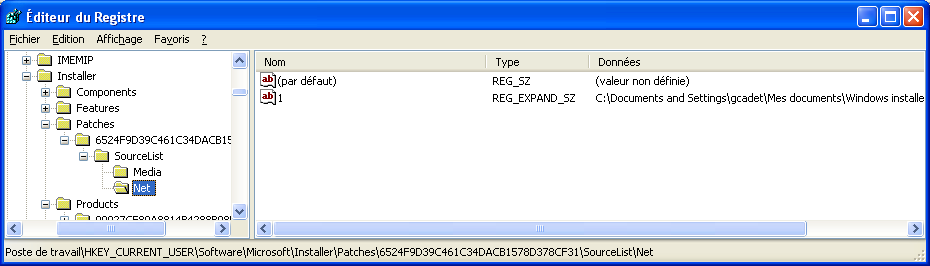 Éditeur du Registre
Fichier Edition Affichage Favoris ?
IMEMIP
Installer
Components
Features
Patches
6524F9D39C461C34DACB15
SourceList
Media
Net
Products
Nom Type Données
(par défaut) REG_SZ (valeur non définie)
1 REG_EXPAND_SZ C:\Documents and Settings\gcadet\Mes documents\Windows installe
Poste de travail\HKEY_CURRENT_USER\Software\Microsoft\Installer\Patches\6524F9D39C461C34DACB1578D378CF31\SourceList\Net